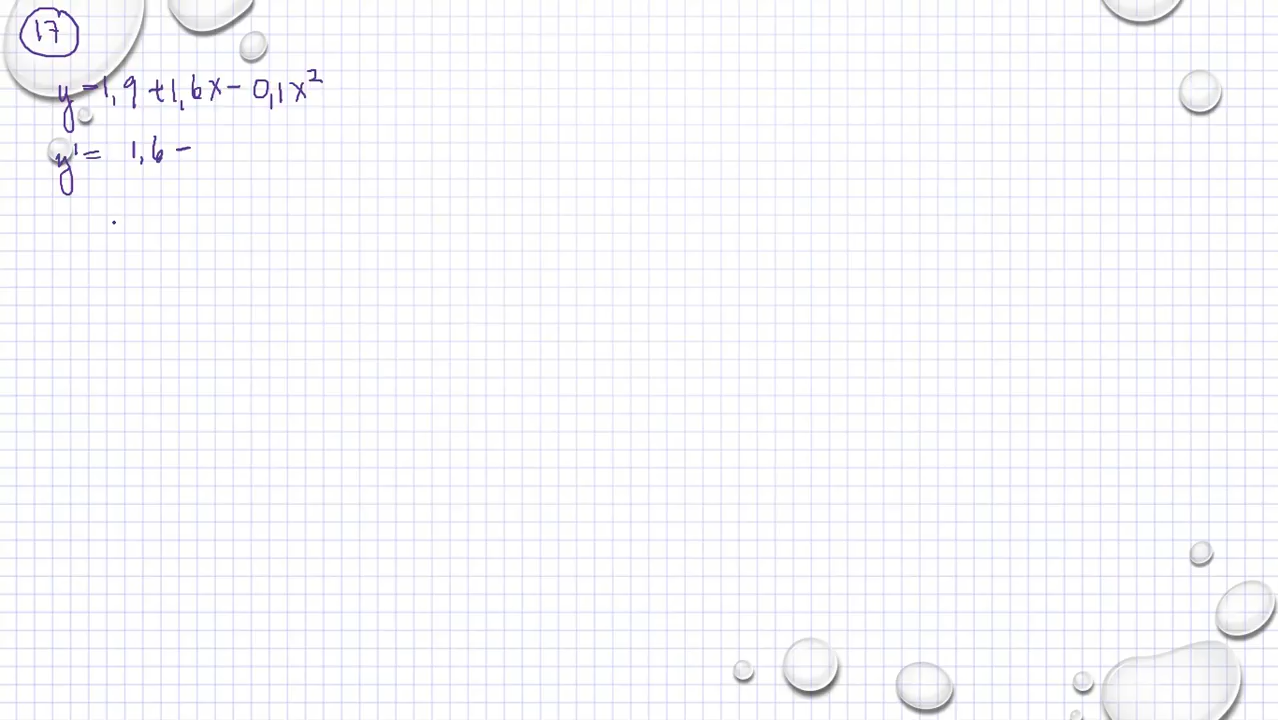 17
y = 1,9 + 1,6x - 0,1x²
y' = 1,6 -